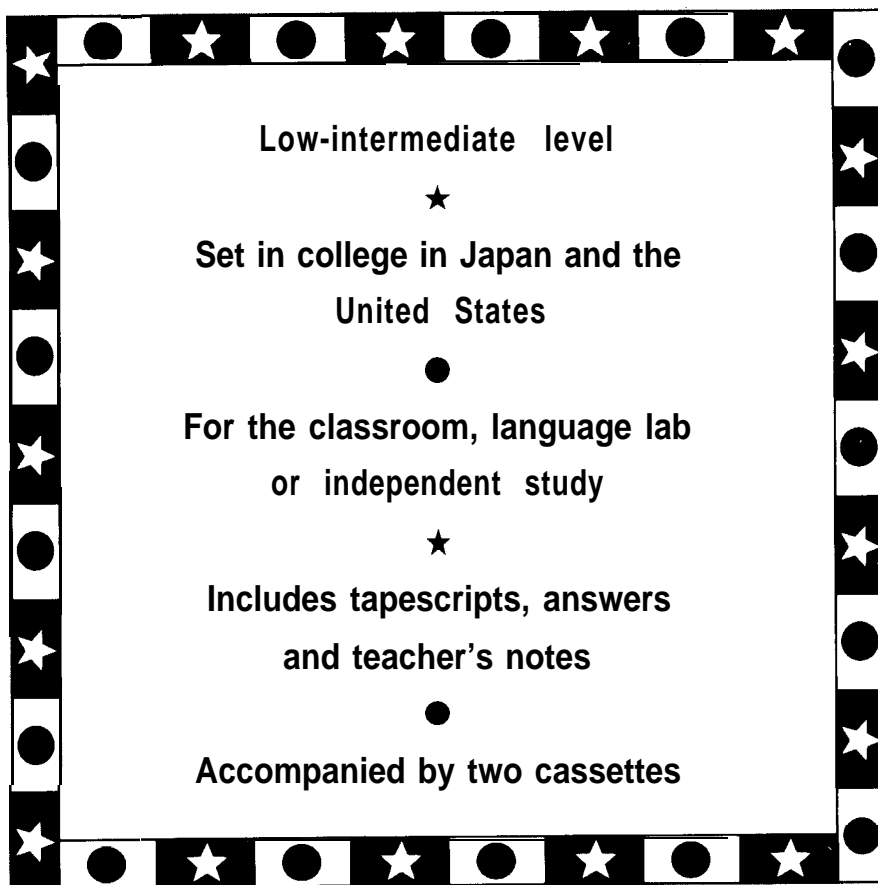 Low-intermediate level
Set in college in Japan and the
United States
For the classroom, language lab
or independent study
Includes tapescripts, answers
and teacher's notes
Accompanied by two cassettes